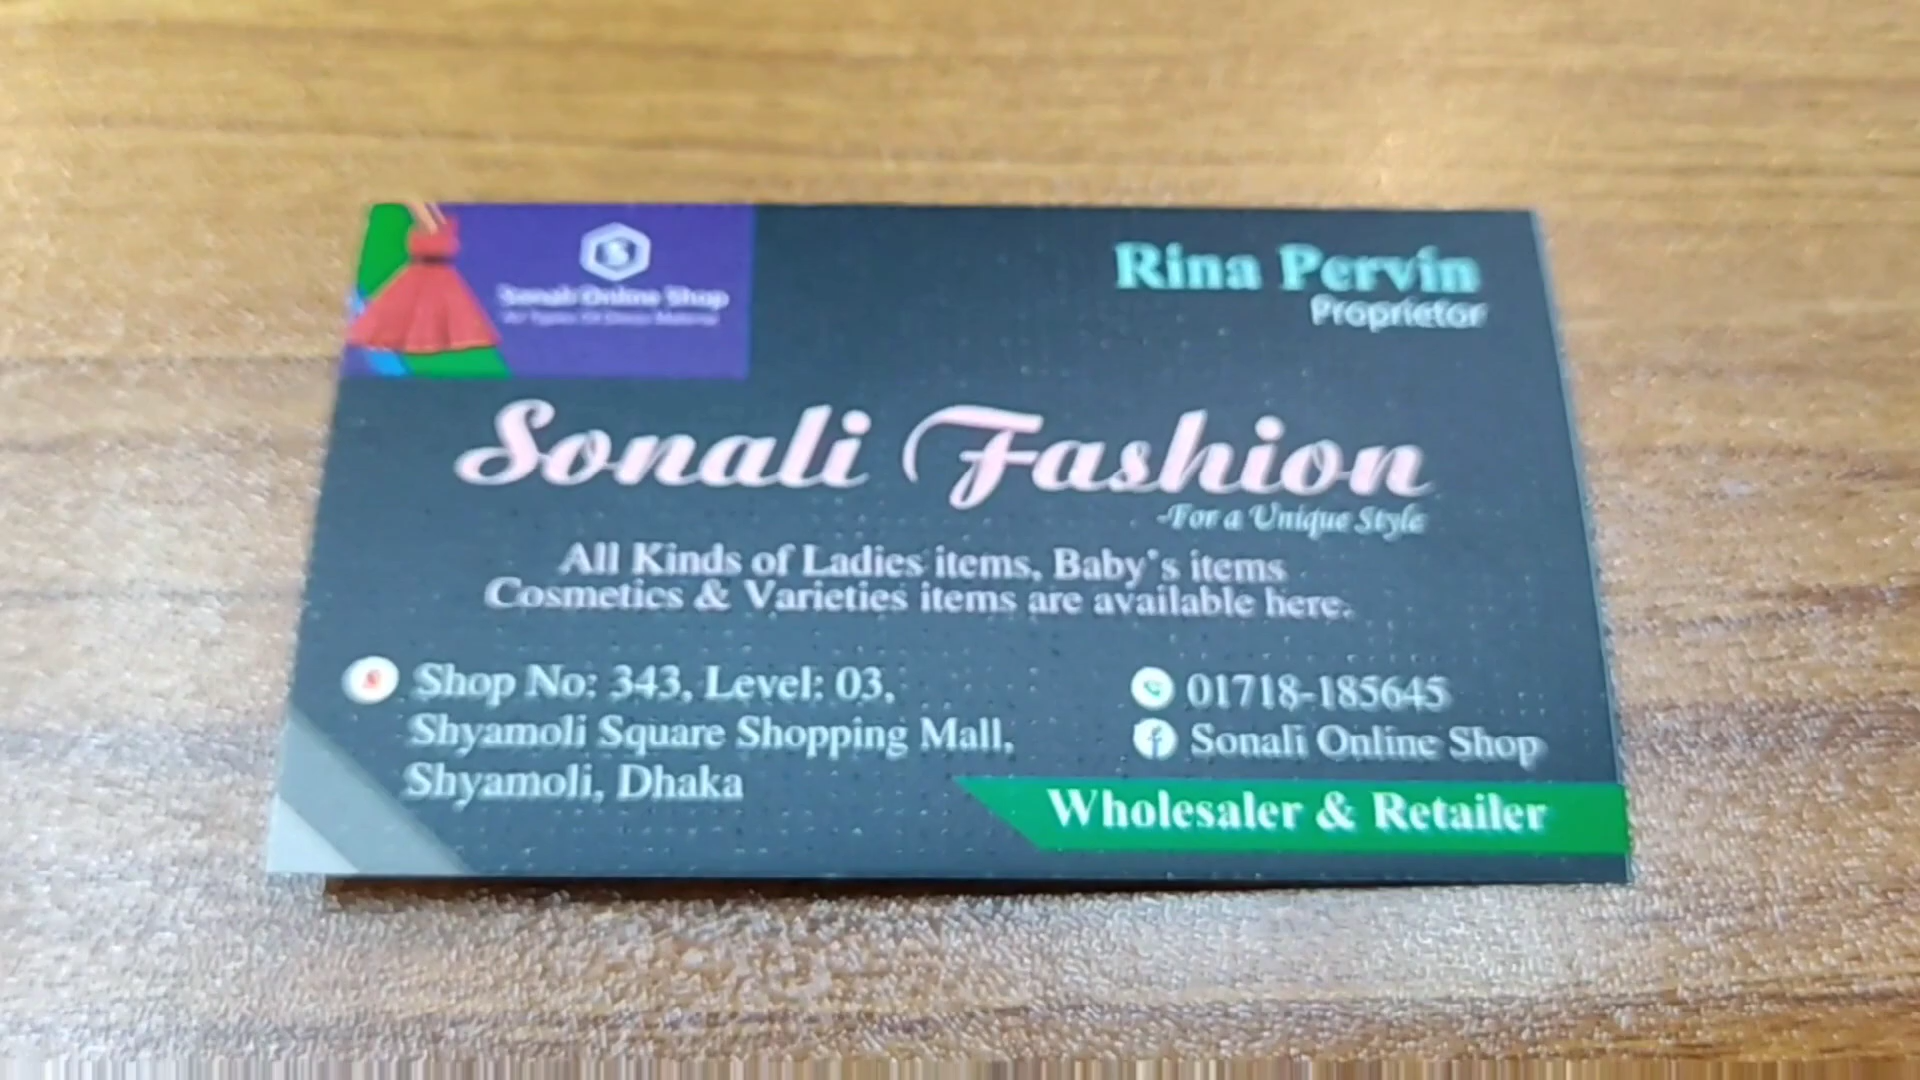 Sonali Online Shop
Rina Pervin
Proprietor
Sonali Fashion
-For a Unique Style
All Kinds of Ladies items, Baby's items
Cosmetics & Varieties items are available here.
Shop No: 343, Level: 03,
Shyamoli Square Shopping Mall,
Shyamoli, Dhaka
01718-185645
Sonali Online Shop
Wholesaler & Retailer